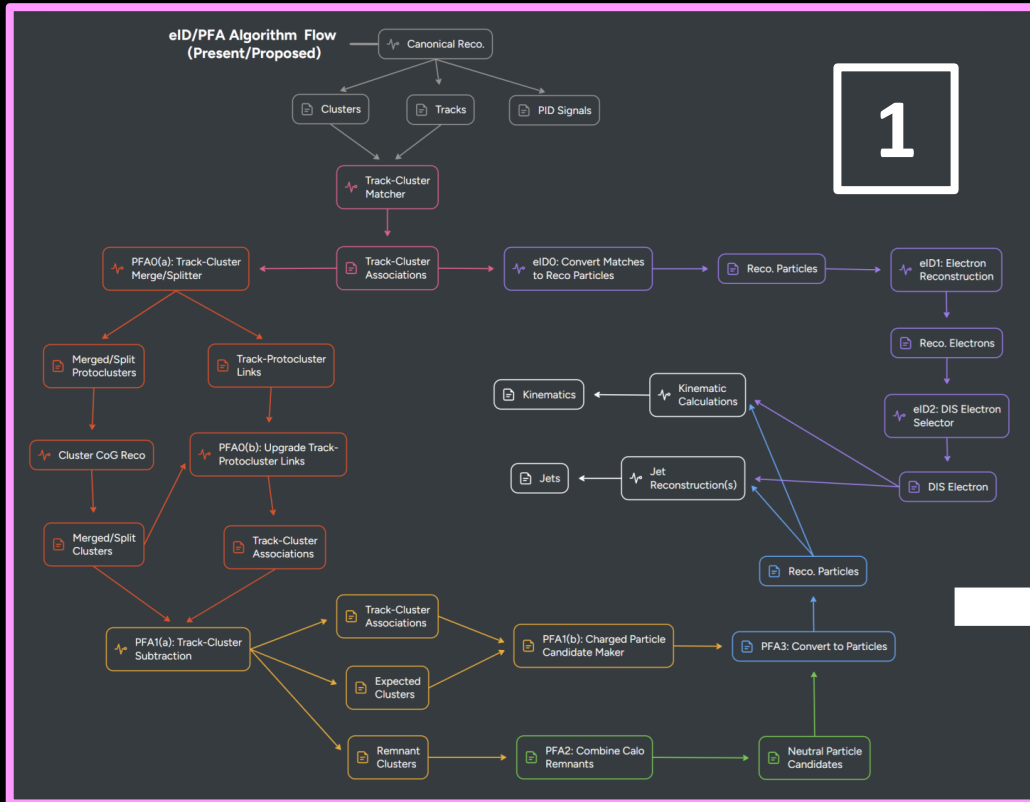 eID/PFA Algorithm Flow
(Present/Proposed)
Canonical Reco.
1
Clusters
Tracks
PID Signals
Track-Cluster
Matcher
PFA0(a): Track-Cluster
Merge/Splitter
Track-Cluster
Associations
eID0: Convert Matches
to Reco Particles
Reco. Particles
eID1: Electron
Reconstruction
Merged/Split
Protoclusters
Track-Protocluster
Links
Reco. Electrons
Kinematics
Kinematic
Calculations
eID2: DIS Electron
Selector
Cluster CoG Reco
PFA0(b): Upgrade Track-
Protocluster Links
Jets
Jet
Reconstruction(s)
DIS Electron
Merged/Split
Clusters
Track-Cluster
Associations
Reco. Particles
PFA1(a): Track-Cluster
Subtraction
Track-Cluster
Associations
PFA1(b): Charged Particle
Candidate Maker
PFA3: Convert to Particles
Expected
Clusters
Remnant
Clusters
PFA2: Combine Calo
Remnants
Neutral Particle
Candidates